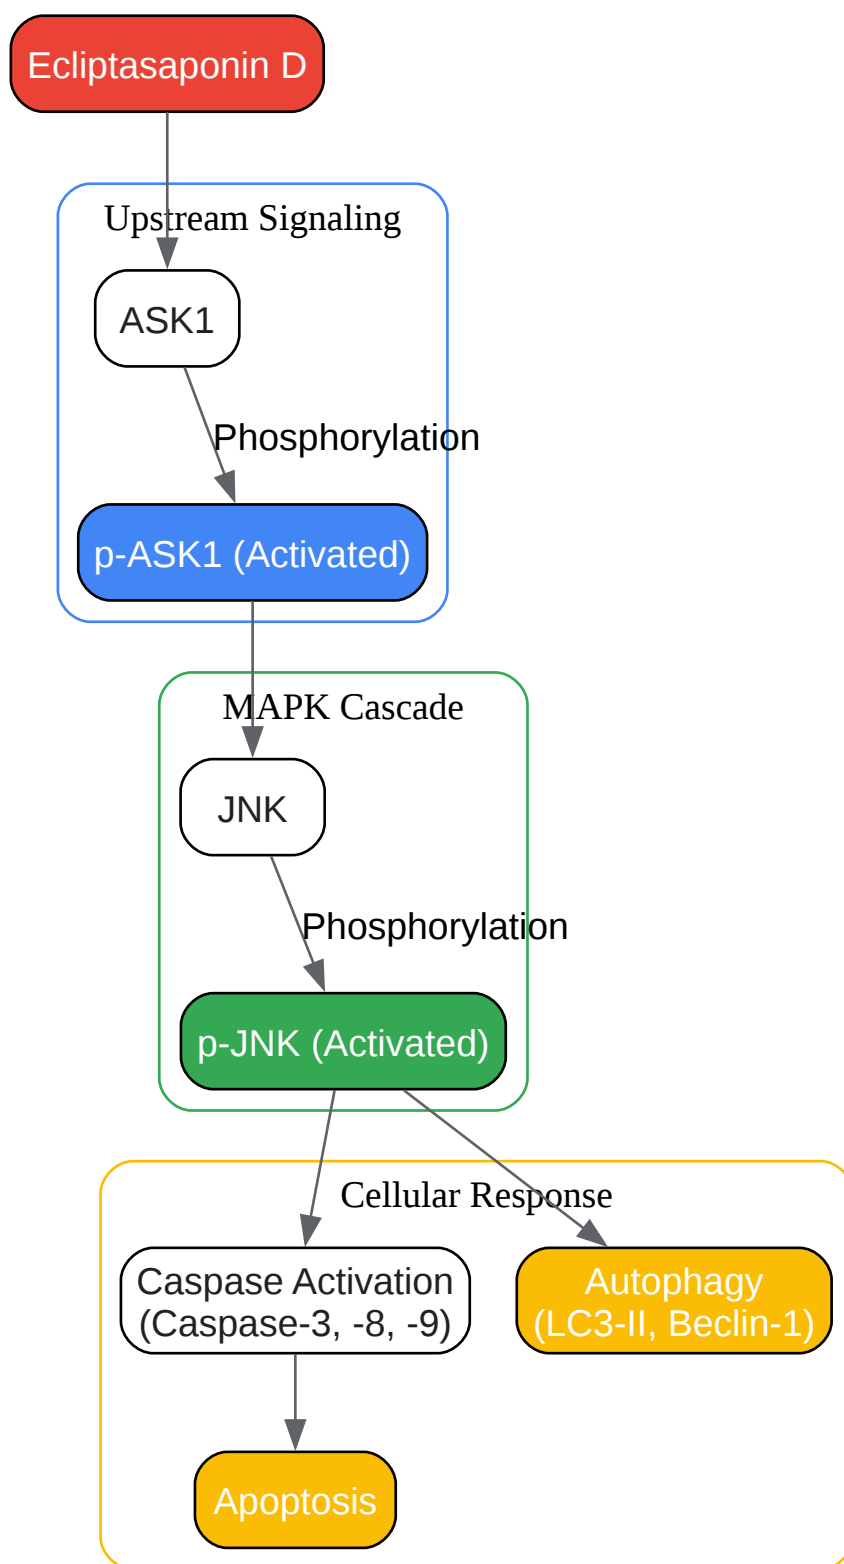 Ecliptasaponin D
Upstream Signaling
ASK1
Phosphorylation
p-ASK1 (Activated)
MAPK Cascade
JNK
Phosphorylation
p-JNK (Activated)
Cellular Response
Caspase Activation
(Caspase-3, -8, -9)
Autophagy
(LC3-II, Beclin-1)
Apoptosis